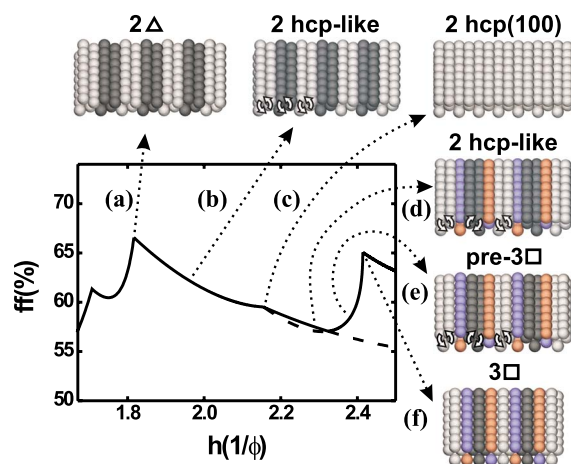 2△
2 hcp-like
2 hcp(100)
2 hcp-like
(a)
(b)
(c)
(d)
pre-3□
(e)
3□
(f)
ff(%)
70
65
60
55
50
1.8
2.0
2.2
2.4
h(1/ϕ)